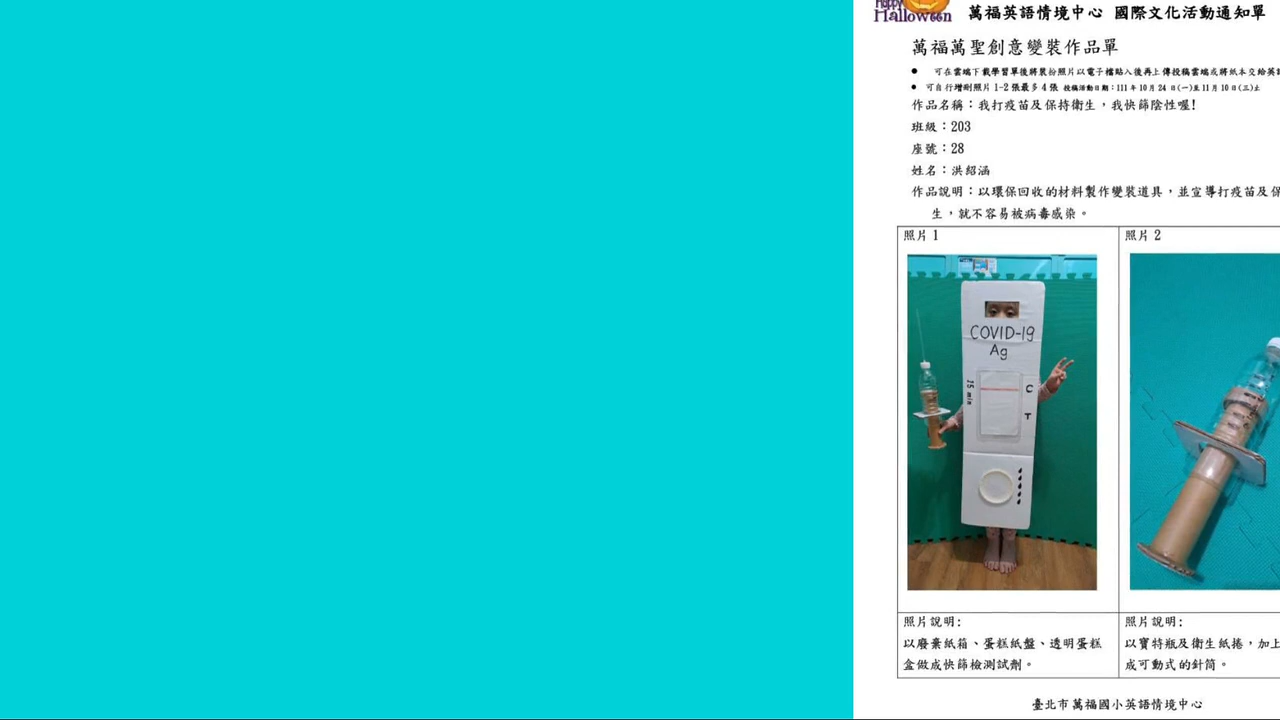 Happy
Halloween
萬福英語情境中心 國際文化活動通知單
萬福萬聖創意變裝作品單
● 可在雲端下載學習單後將裝扮照片以電子檔貼入後再上傳投稿雲端或將紙本交給英
● 可自行增刪照片 1-2 張最多 4 張 投稿活動日期：111 年 10 月 24 日(一)至 11 月 10 日(三)止
作品名稱：我打疫苗及保持衛生，我快篩陰性喔!
班級：203
座號：28
姓名：洪紹涵
作品說明：以環保回收的材料製作變裝道具，並宣導打疫苗及保
生，就不容易被病毒感染。
照片 1
照片 2
COVID-19
Ag
15 min
C
T
照片說明:
以廢棄紙箱、蛋糕紙盤、透明蛋糕
盒做成快篩檢測試劑。
照片說明:
以寶特瓶及衛生紙捲，加上
成可動式的針筒。
臺北市萬福國小英語情境中心